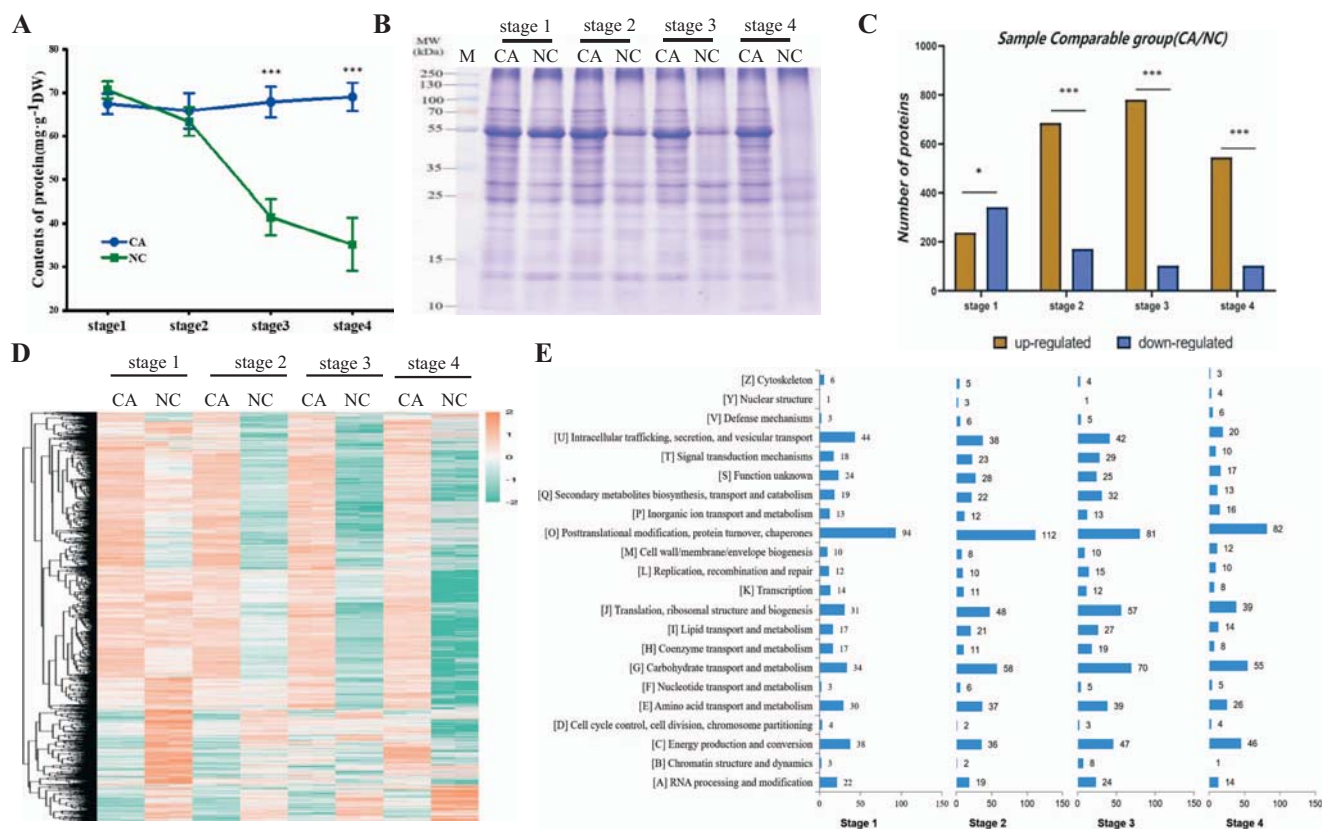 A
Contents of protein(mg·g⁻¹DW)
80
70
60
50
40
30
20
*** ***
CA
NC
stage1 stage2 stage3 stage4
B
stage 1 stage 2 stage 3 stage 4
MW
(kDa)
M CA NC CA NC CA NC CA NC
250
130
100
70
55
35
25
15
10
C
Sample Comparable group(CA/NC)
Number of proteins
1000
800
600
400
200
0
* *** *** ***
stage 1 stage 2 stage 3 stage 4
up-regulated down-regulated
D
stage 1 stage 2 stage 3 stage 4
CA NC CA NC CA NC CA NC
2
1
0
-1
-2
E
[Z] Cytoskeleton 6 5 4 3
[Y] Nuclear structure 1 3 1 4
[V] Defense mechanisms 3 6 5 6
[U] Intracellular trafficking, secretion, and vesicular transport 44 38 42 20
[T] Signal transduction mechanisms 18 23 29 10
[S] Function unknown 24 28 25 17
[Q] Secondary metabolites biosynthesis, transport and catabolism 19 22 32 13
[P] Inorganic ion transport and metabolism 13 12 13 16
[O] Posttranslational modification, protein turnover, chaperones 94 112 81 82
[M] Cell wall/membrane/envelope biogenesis 10 8 10 12
[L] Replication, recombination and repair 12 10 15 10
[K] Transcription 14 11 12 8
[J] Translation, ribosomal structure and biogenesis 31 48 57 39
[I] Lipid transport and metabolism 17 21 27 14
[H] Coenzyme transport and metabolism 17 11 19 8
[G] Carbohydrate transport and metabolism 34 58 70 55
[F] Nucleotide transport and metabolism 3 6 5 5
[E] Amino acid transport and metabolism 30 37 39 26
[D] Cell cycle control, cell division, chromosome partitioning 4 2 3 4
[C] Energy production and conversion 38 36 47 46
[B] Chromatin structure and dynamics 3 2 8 1
[A] RNA processing and modification 22 19 24 14
0 50 100 150 0 50 100 150 0 50 100 150 0 50 100 150
Stage 1 Stage 2 Stage 3 Stage 4